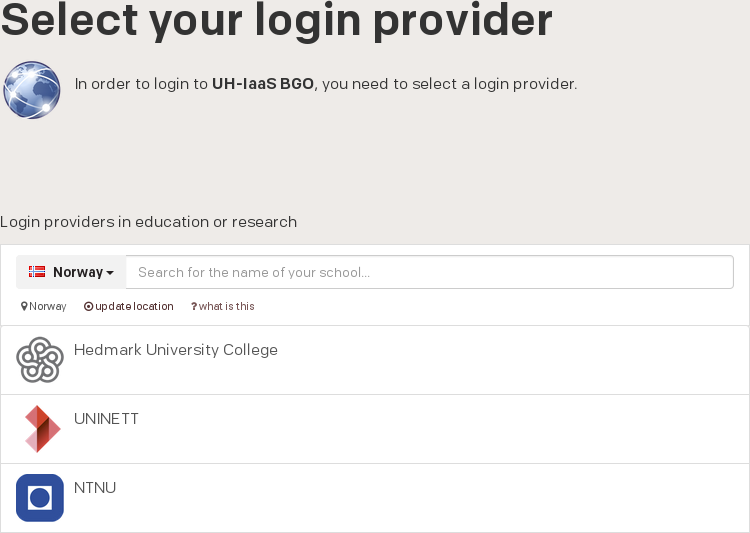 Select your login provider
In order to login to UH-IaaS BGO, you need to select a login provider.
Login providers in education or research
Norway
Search for the name of your school...
Norway update location ? what is this
Hedmark University College
UNINETT
NTNU